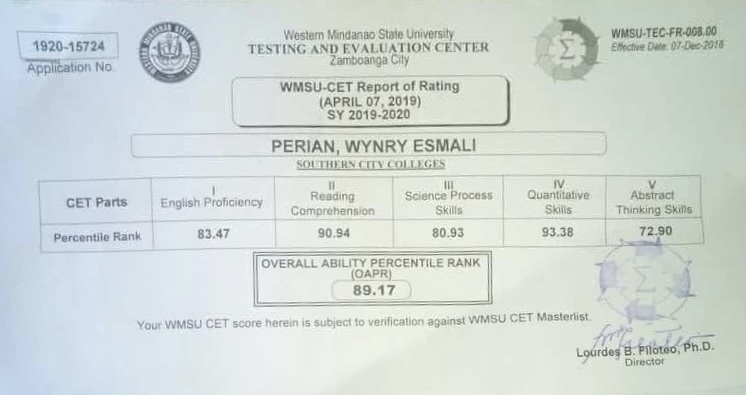 1920-15724
Application No.
Western Mindanao State University
TESTING AND EVALUATION CENTER
Zamboanga City
WMSU-TEC-FR-008.00
Effective Date: 07-Dec-2016
WMSU-CET Report of Rating
(APRIL 07, 2019)
SY 2019-2020
PERIAN, WYNRY ESMALI
SOUTHERN CITY COLLEGES
CET Parts
I
English Proficiency
II
Reading
Comprehension
III
Science Process
Skills
IV
Quantitative
Skills
V
Abstract
Thinking Skills
Percentile Rank 83.47 90.94 80.93 93.38 72.90
OVERALL ABILITY PERCENTILE RANK
(OAPR)
89.17
Your WMSU CET score herein is subject to verification against WMSU CET Masterlist.
Lourdes B. Filoteo, Ph.D.
Director